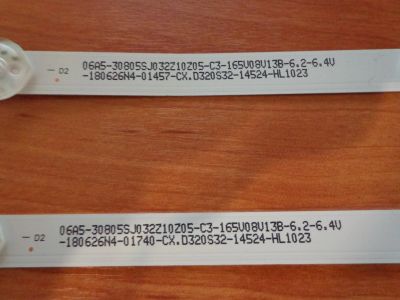 - D2 06A5-30805SJ032Z10Z05-C3-165V08V13B-6.2-6.4V
-180626N4-01457-CX.D320S32-14524-HL1023
- D2 06A5-30805SJ032Z10Z05-C3-165V08V13B-6.2-6.4V
-180626N4-01740-CX.D320S32-14524-HL1023